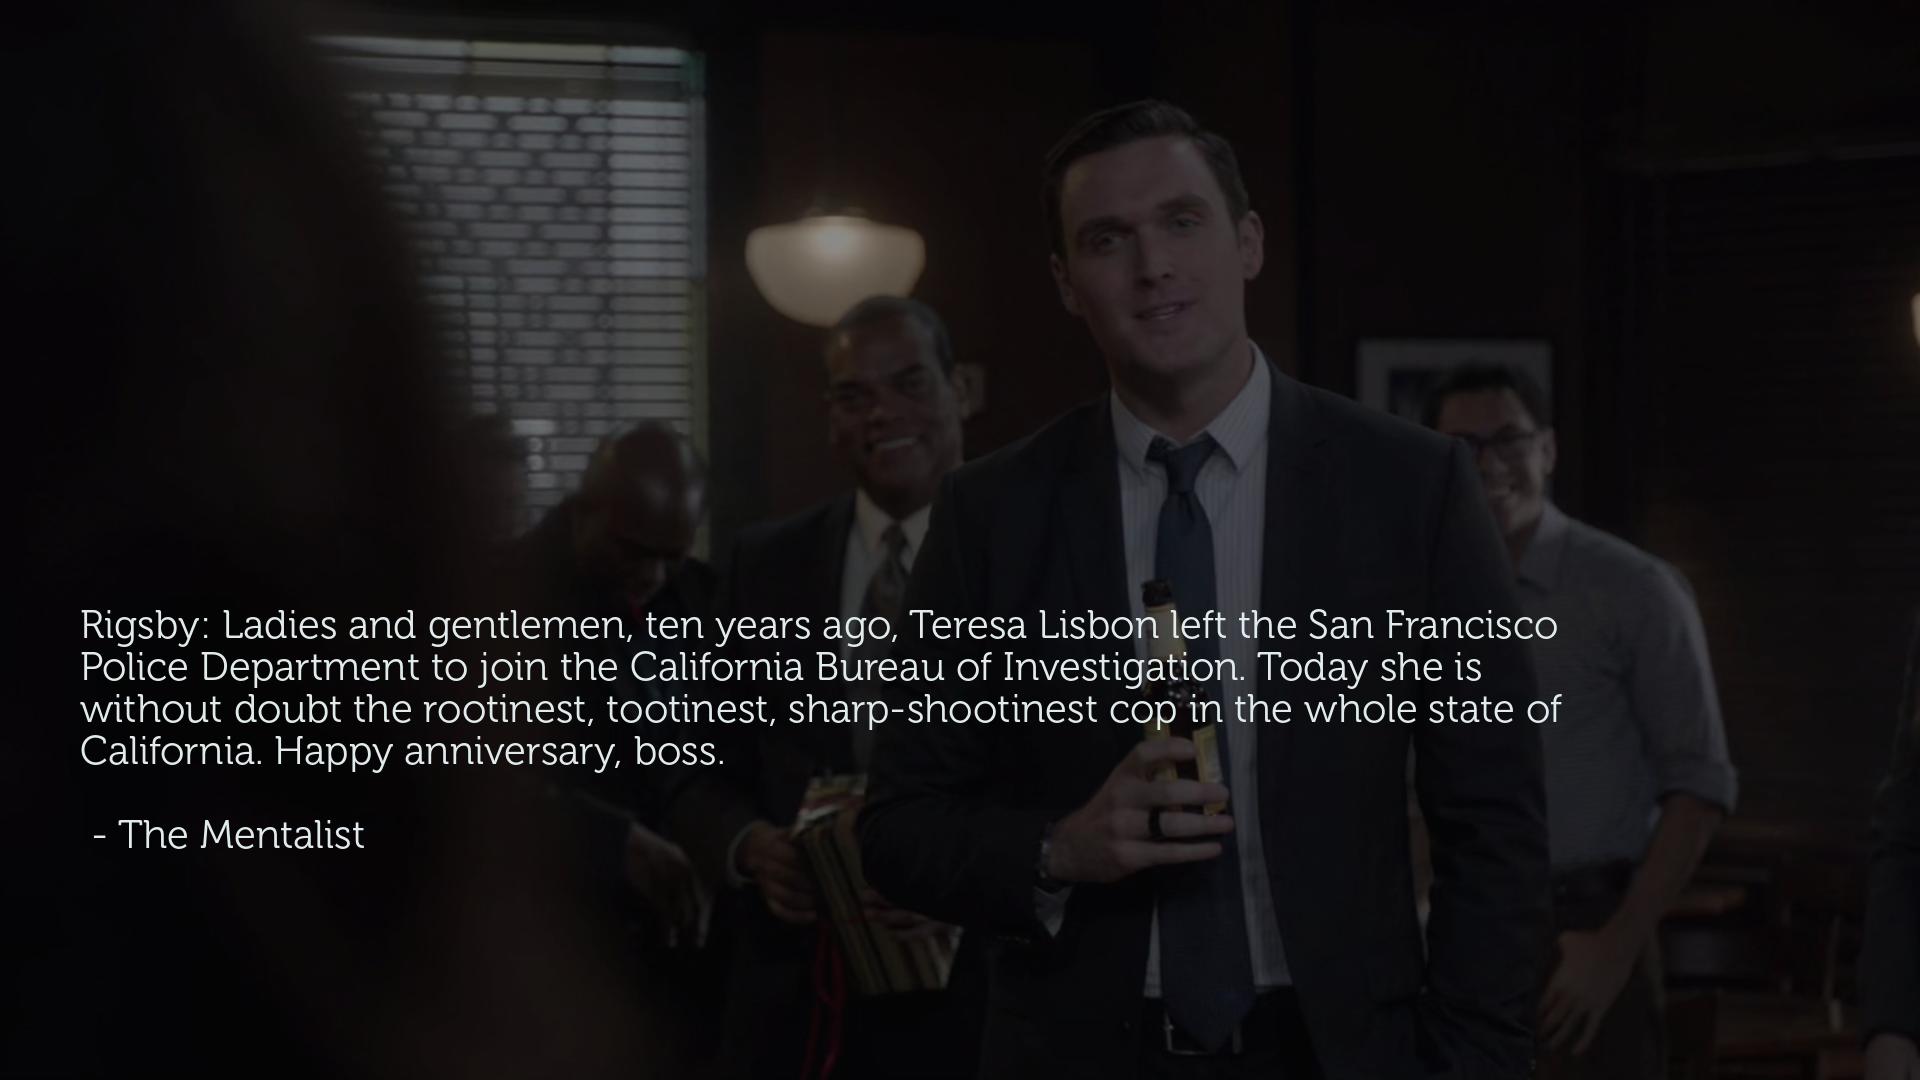 Rigsby: Ladies and gentlemen, ten years ago, Teresa Lisbon left the San Francisco
Police Department to join the California Bureau of Investigation. Today she is
without doubt the rootinest, tootinest, sharp-shootinest cop in the whole state of
California. Happy anniversary, boss.
- The Mentalist